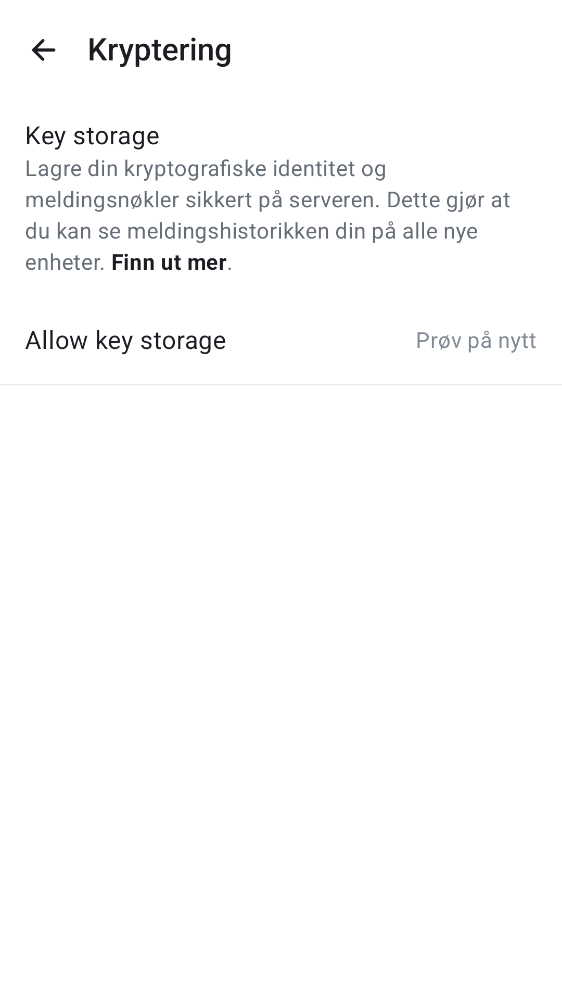 Kryptering
Key storage
Lagre din kryptografiske identitet og
meldingsnøkler sikkert på serveren. Dette gjør at
du kan se meldingshistorikken din på alle nye
enheter. Finn ut mer.
Allow key storage Prøv på nytt